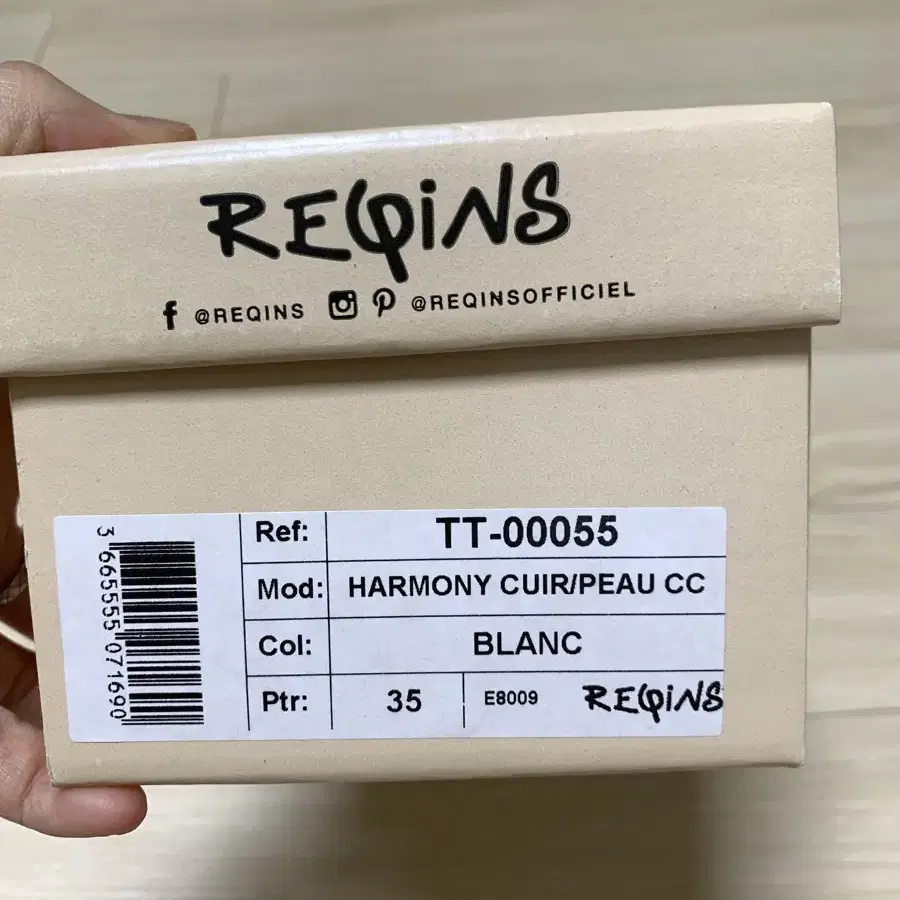 REQINS
@REQINS @REQINSOFFICIEL
3 665555 071690
Ref: TT-00055
Mod: HARMONY CUIR/PEAU CC
Col: BLANC
Ptr: 35 E8009 REQINS